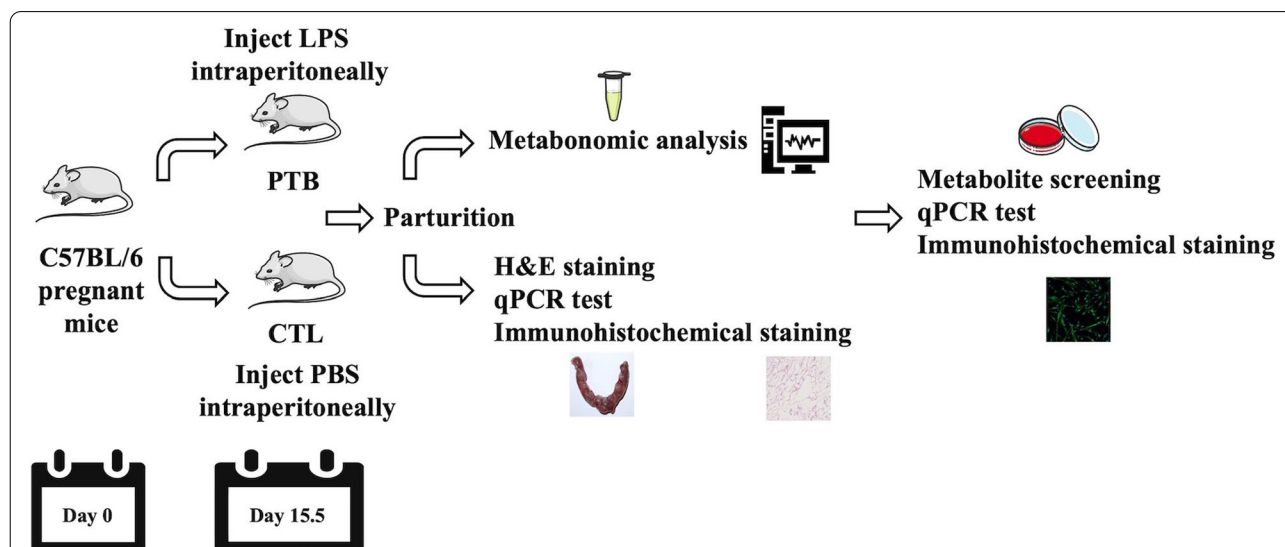 Inject LPS
intraperitoneally
PTB
C57BL/6
pregnant
mice
CTL
Inject PBS
intraperitoneally
Parturition
Metabonomic analysis
H&E staining
qPCR test
Immunohistochemical staining
Metabolite screening
qPCR test
Immunohistochemical staining
Day 0
Day 15.5